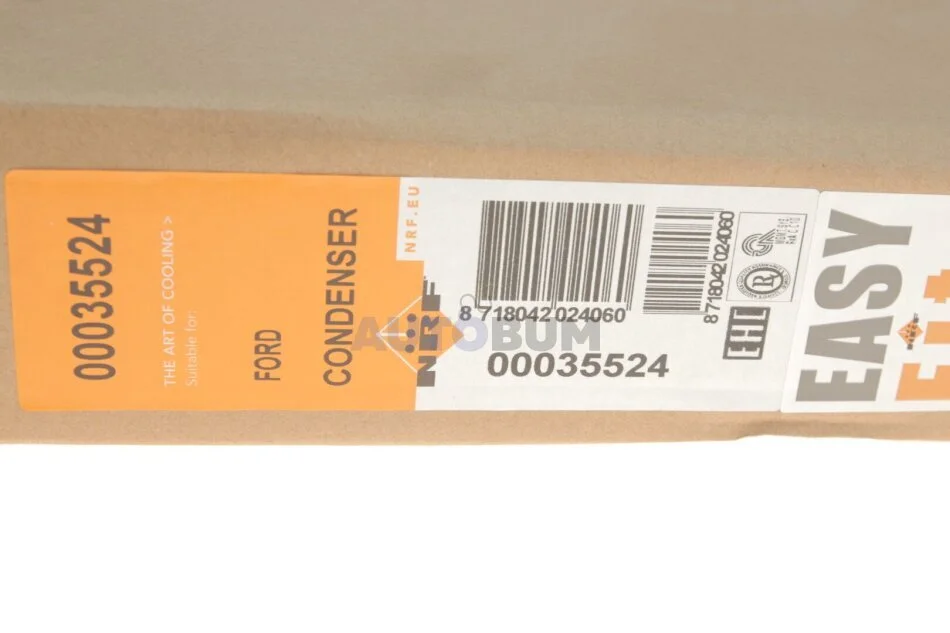 00035524
THE ART OF COOLING >
Suitable for:
FORD
CONDENSER
NRF.EU
NRF
AUTOBUM
8 718042 024060
00035524
8 718042 024060
EAC
EASY